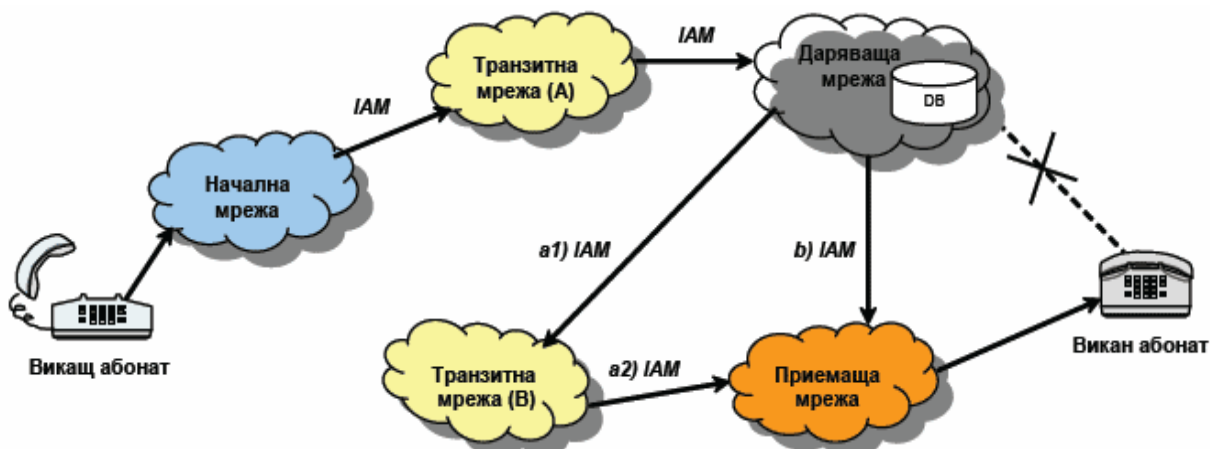 IAM
Транзитна
мрежа (A)
IAM
Даряваща
мрежа
DB
Начална
мрежа
a1) IAM
b) IAM
Викащ абонат
Транзитна
мрежа (B)
a2) IAM
Приемаща
мрежа
Викан абонат